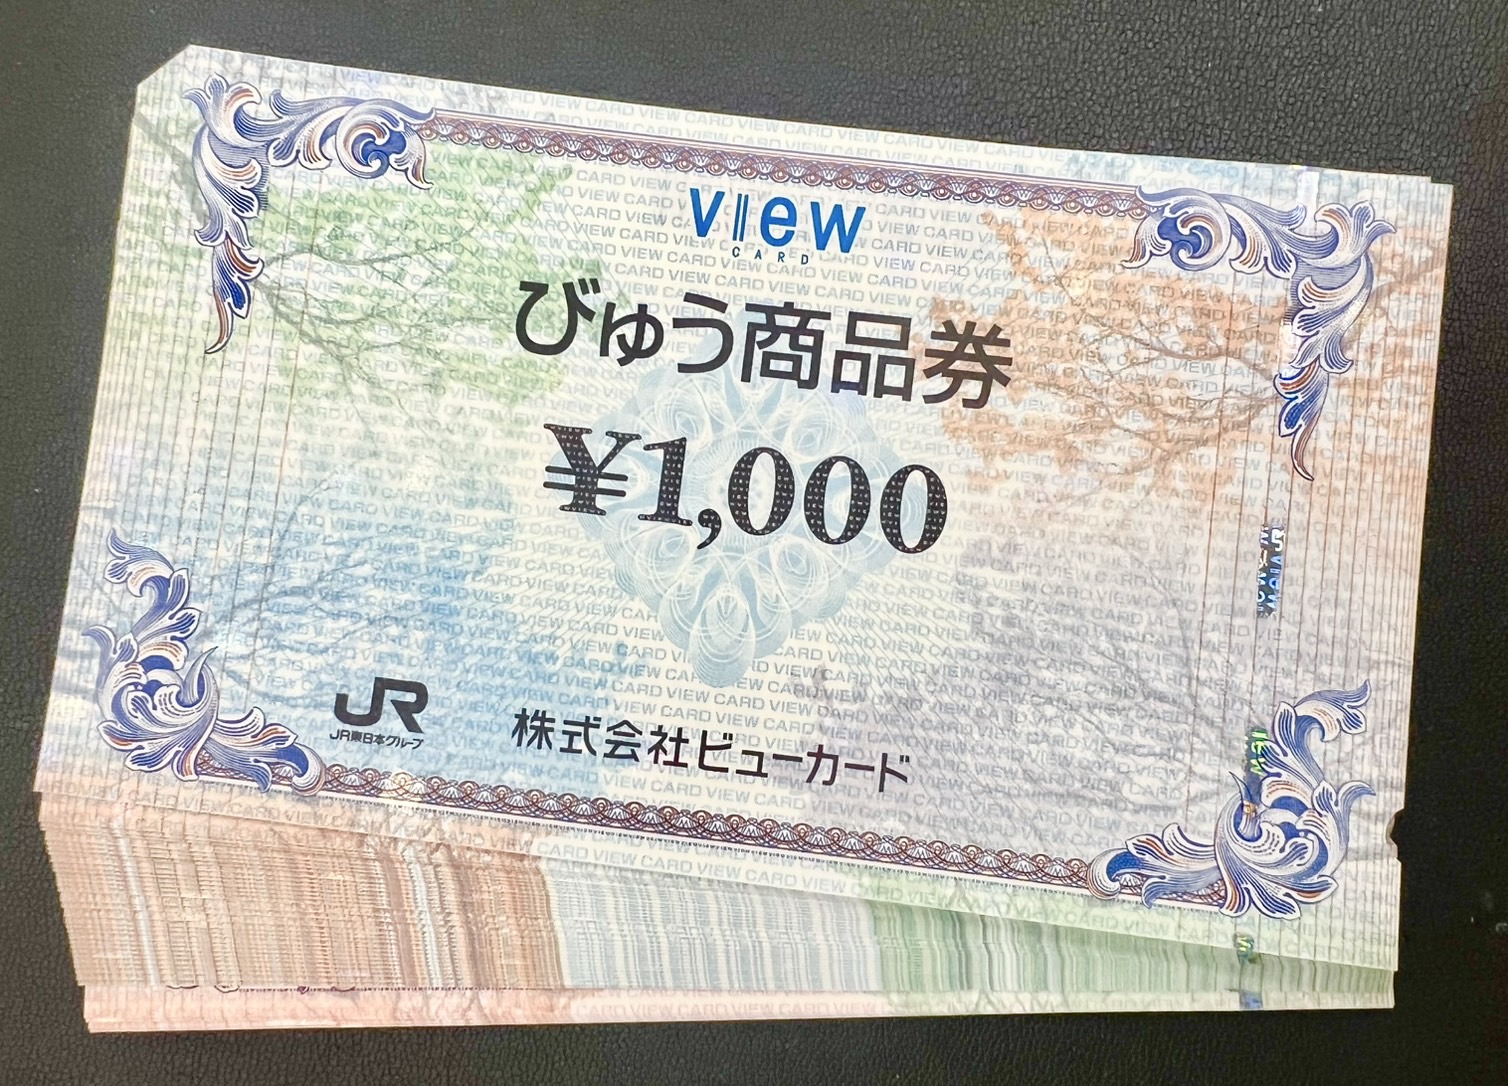 VIEW
CARD
びゅう商品券
¥1,000
JR
JR東日本グループ
株式会社ビューカード